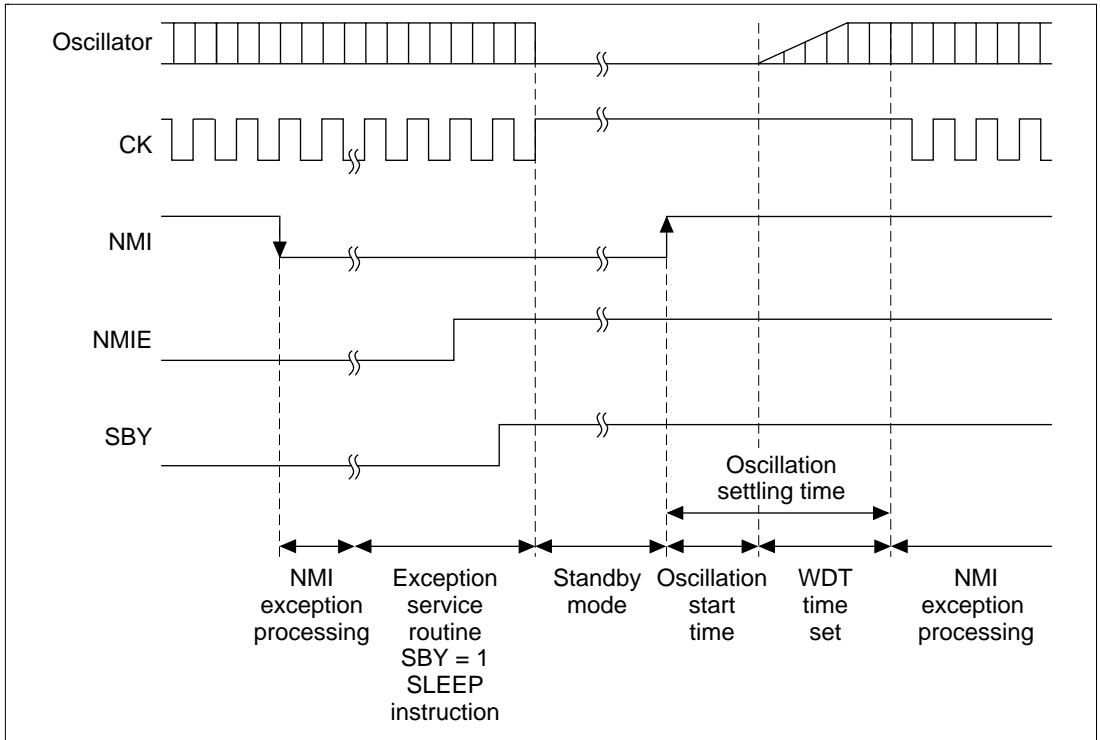 Oscillator
CK
NMI
NMIE
SBY
Oscillation
settling time
NMI
exception
processing
Exception
service
routine
SBY = 1
SLEEP
instruction
Standby
mode
Oscillation
start
time
WDT
time
set
NMI
exception
processing